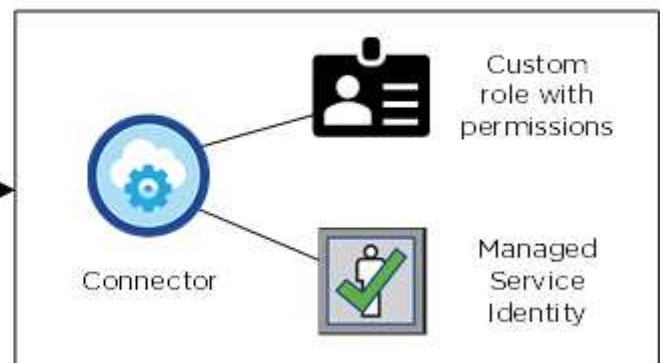 Custom
role with
permissions
Connector
Managed
Service
Identity